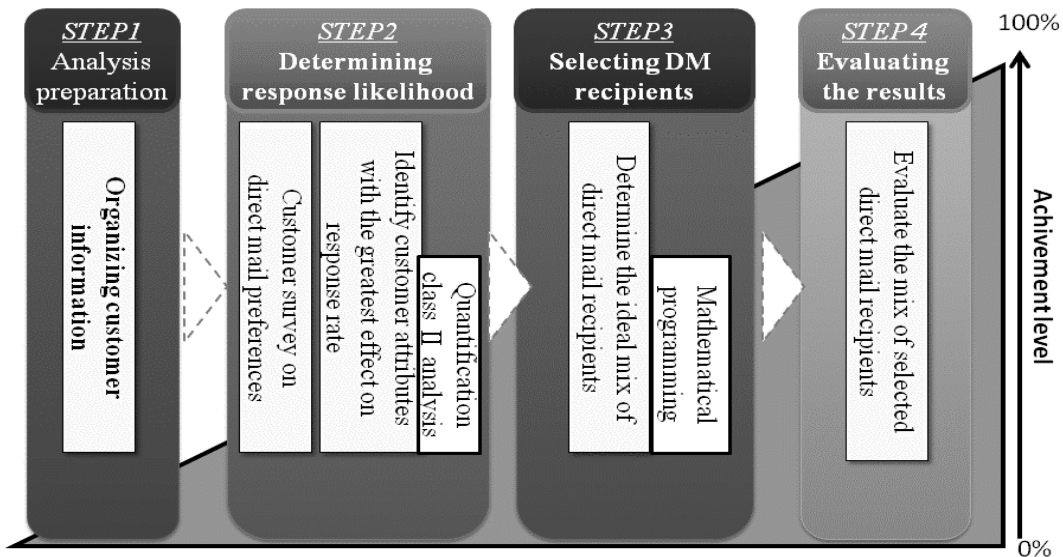 STEP1
Analysis
preparation
Organizing customer
information
STEP2
Determining
response likelihood
Customer survey on
direct mail preferences
Identify customer attributes
with the greatest effect on
response rate
Quantification
class Ⅱ analysis
STEP3
Selecting DM
recipients
Determine the ideal mix of
direct mail recipients
Mathematical
programming
STEP4
Evaluating
the results
Evaluate the mix of selected
direct mail recipients
100%
Achivement level
0%